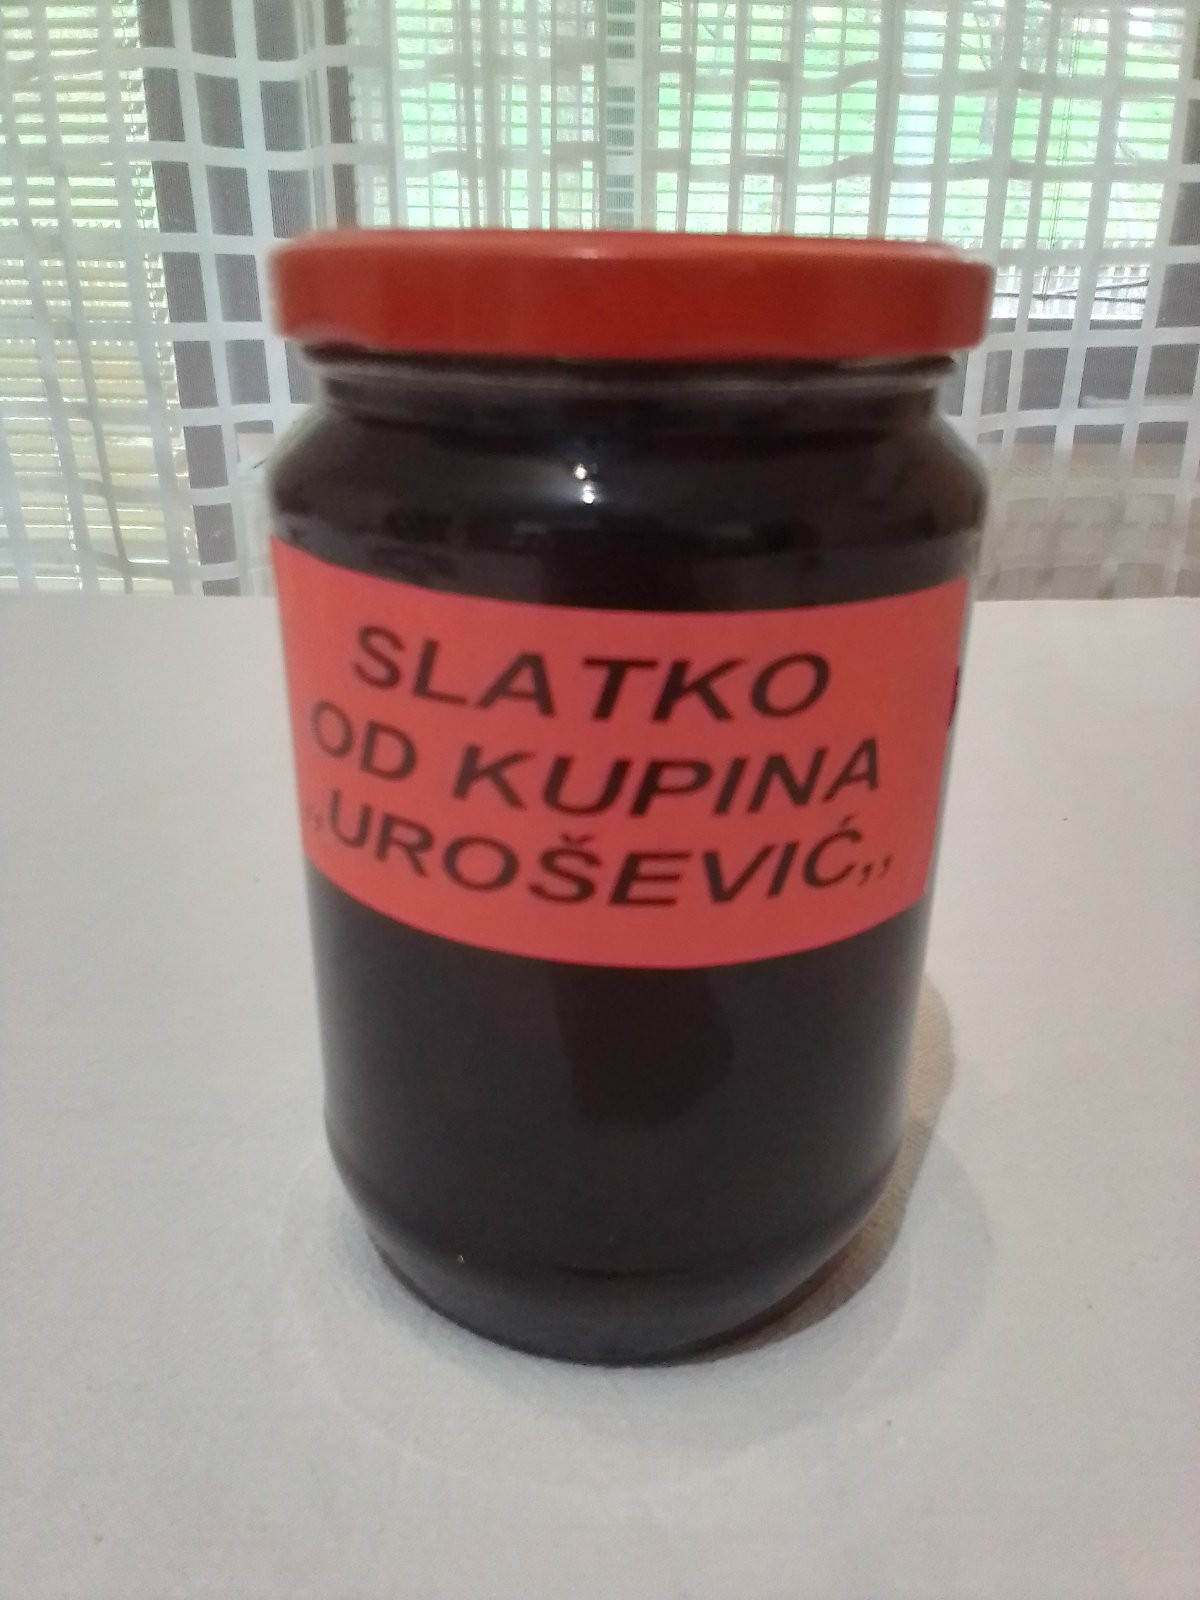 SLATKO
OD KUPINA
,,UROŠEVIĆ,,